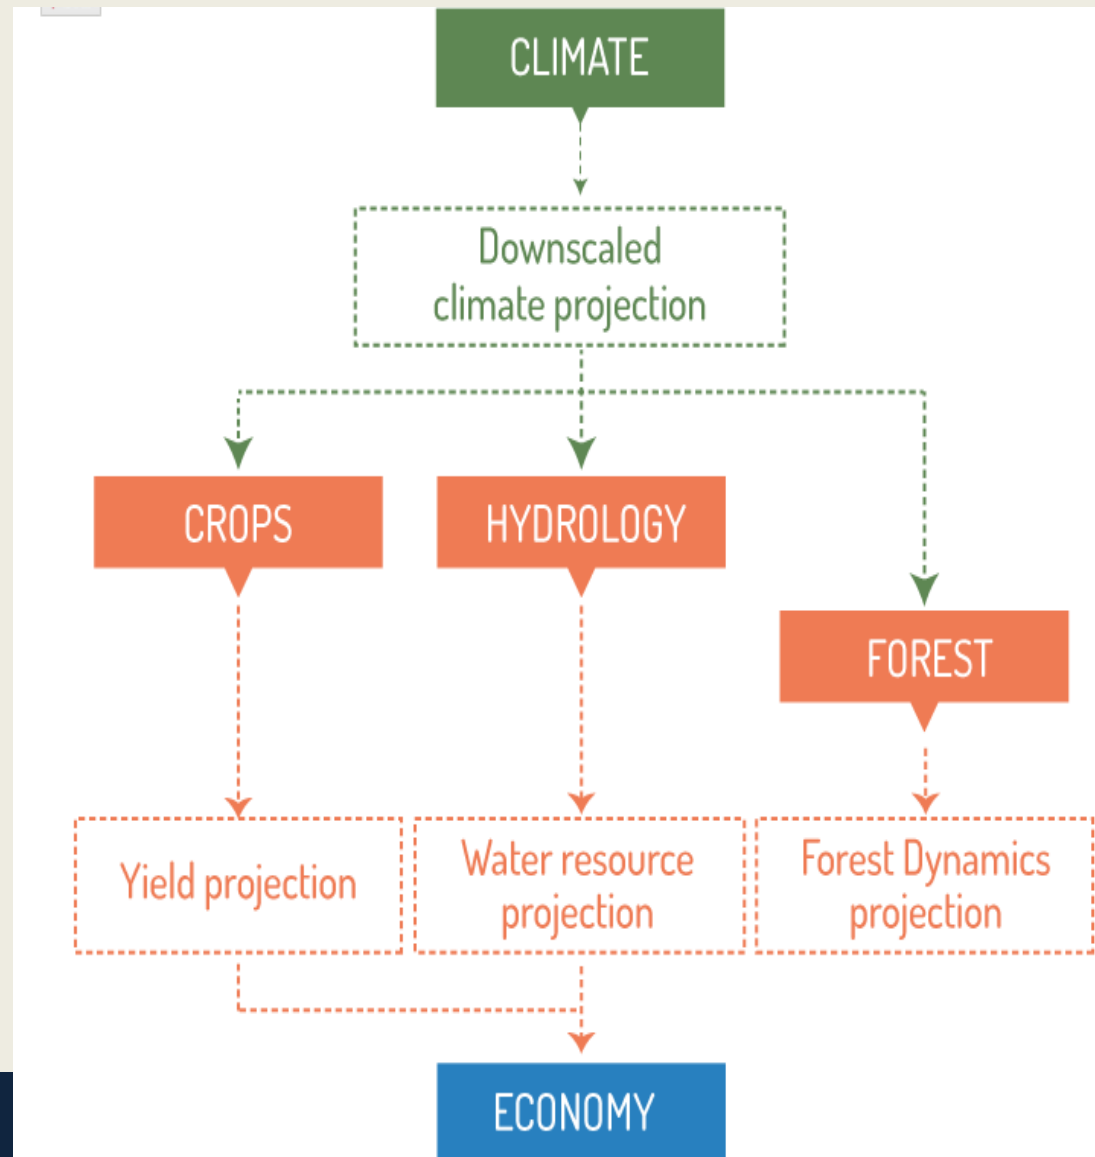 CLIMATE
Downscaled
climate projection
CROPS
HYDROLOGY
FOREST
Yield projection
Water resource
projection
Forest Dynamics
projection
ECONOMY